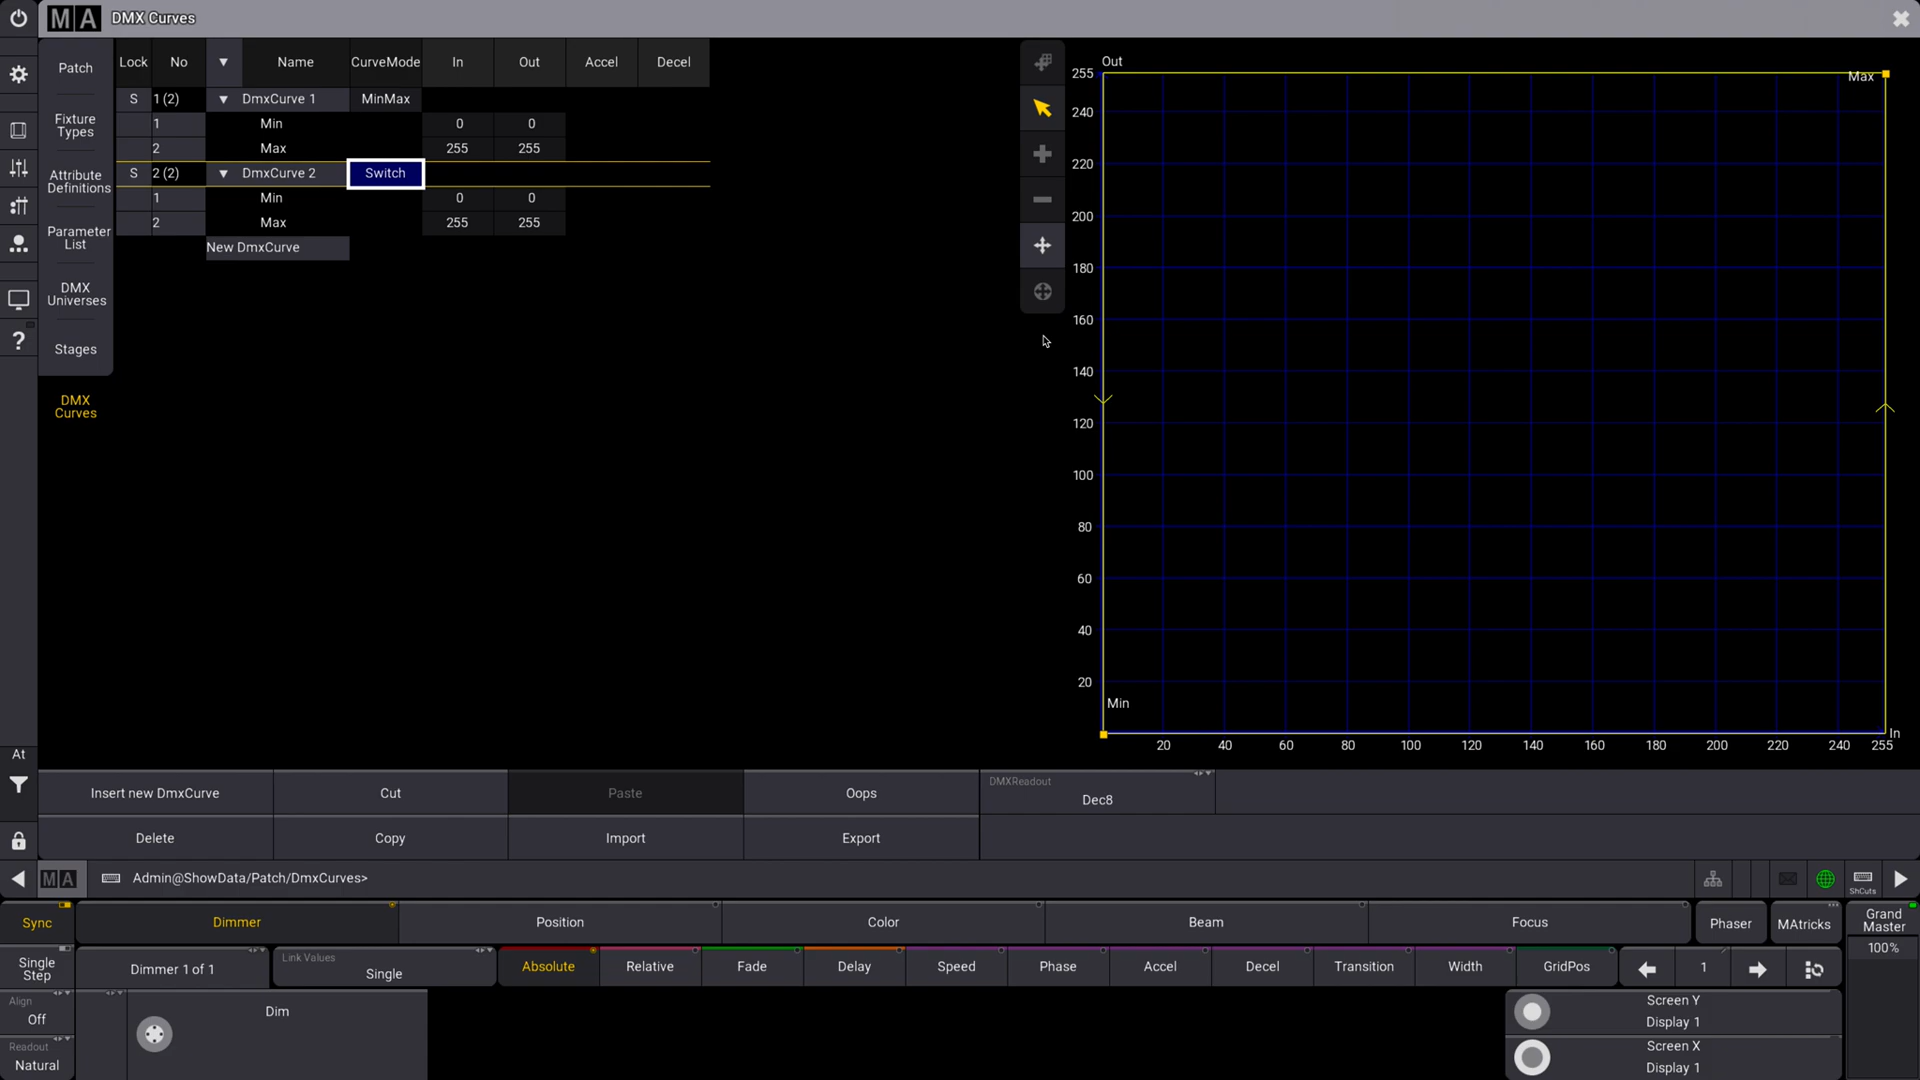 MA DMX Curves
Patch
Fixture
Types
Attribute
Definitions
Parameter
List
DMX
Universes
Stages
DMX
Curves
Lock No Name CurveMode In Out Accel Decel
S 1 (2) DmxCurve 1 MinMax
1 Min 0 0
2 Max 255 255
S 2 (2) DmxCurve 2 Switch
1 Min 0 0
2 Max 255 255
New DmxCurve
Out
255
240
220
200
180
160
140
120
100
80
60
40
20
Max
Min
In
20 40 60 80 100 120 140 160 180 200 220 240 255
?
At
Insert new DmxCurve Cut Paste Oops
DMXReadout
Dec8
Delete Copy Import Export
MA Admin@ShowData/Patch/DmxCurves>
ShCuts
Sync Dimmer Position Color Beam Focus Phaser MAtricks
Grand
Master
100%
Single
Step
Dimmer 1 of 1
Link Values
Single
Absolute Relative Fade Delay Speed Phase Accel Decel Transition Width GridPos 1
Align
Off
Readout
Natural
Dim
Screen Y
Display 1
Screen X
Display 1